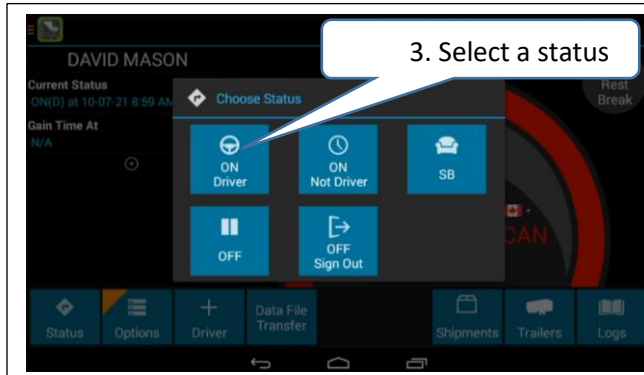 DAVID MASON
3. Select a status
Current Status
ON(D) at 10-07-21 8:59 AM
Rest
Break
Gain Time At
N/A
Choose Status
ON
Driver
ON
Not Driver
SB
OFF
OFF
Sign Out
CAN
Status
Options
Driver
Data File
Transfer
Shipments
Trailers
Logs